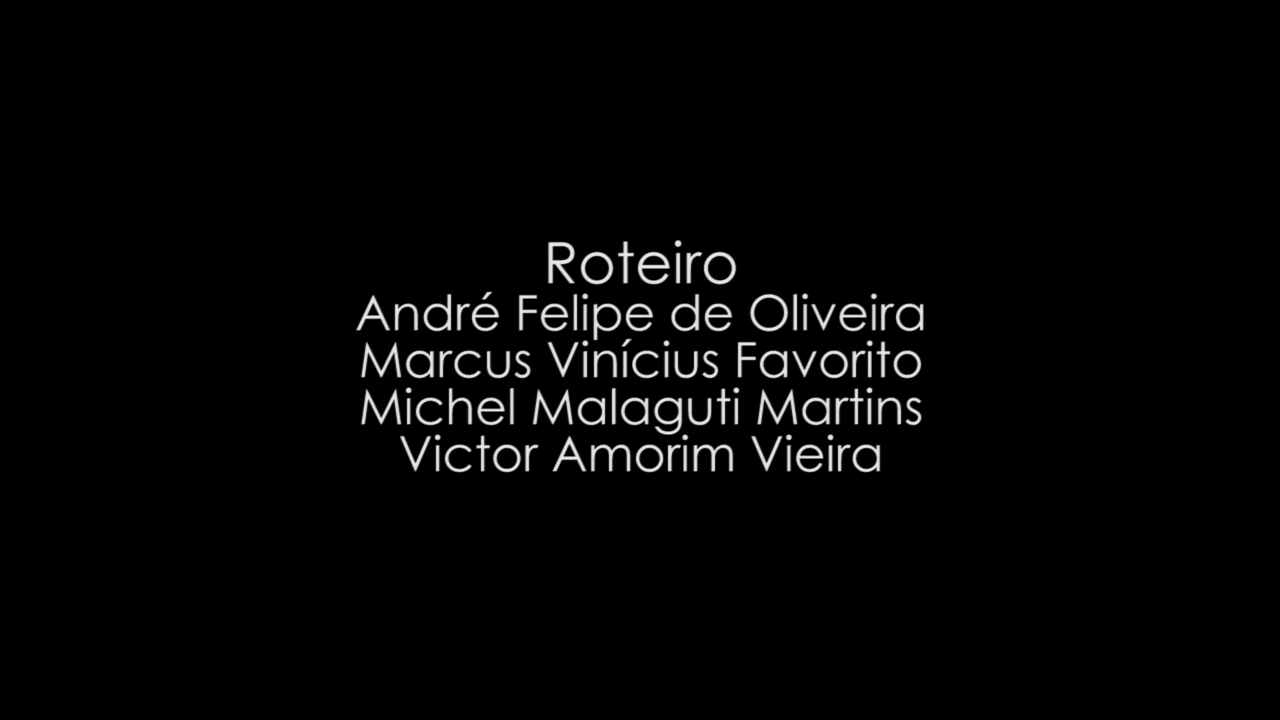 Roteiro
André Felipe de Oliveira
Marcus Vinícius Favorito
Michel Malaguti Martins
Victor Amorim Vieira